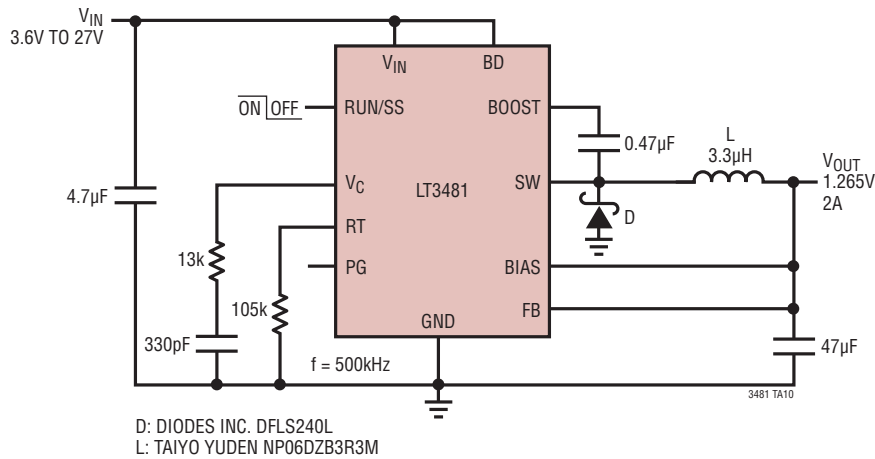 VIN
3.6V TO 27V
VIN
BD
ON OFF
RUN/SS
BOOST
0.47µF
L
3.3µH
VOUT
1.265V
2A
4.7µF
VC
LT3481
SW
RT
D
13k
PG
BIAS
105k
FB
GND
330pF
f = 500kHz
47µF
3481 TA10
D: DIODES INC. DFLS240L
L: TAIYO YUDEN NP06DZB3R3M